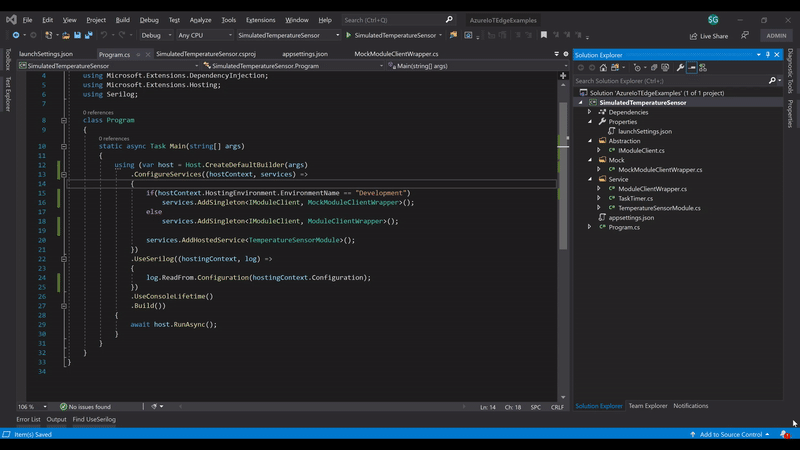 File Edit View Project Build Debug Test Analyze Tools Extensions Window Help Search (Ctrl+Q) AzureIoTEdgeExamples SG
Debug Any CPU SimulatedTemperatureSensor SimulatedTemperatureSensor Live Share ADMIN
launchSettings.json Program.cs SimulatedTemperatureSensor.csproj appsettings.json MockModuleClientWrapper.cs
SimulatedTemperatureSensor SimulatedTemperatureSensor.Program Main(string[] args)
Toolbox
Test Explorer
4 using Microsoft.Extensions.DependencyInjection;
5 using Microsoft.Extensions.Hosting;
6 using Serilog;
7
0 references
8 class Program
9 {
0 references
10 static async Task Main(string[] args)
11 {
12 using (var host = Host.CreateDefaultBuilder(args)
13 .ConfigureServices((hostContext, services) =>
14 {
15 if(hostContext.HostingEnvironment.EnvironmentName == "Development")
16 services.AddSingleton<IModuleClient, MockModuleClientWrapper>();
17 else
18 services.AddSingleton<IModuleClient, ModuleClientWrapper>();
19
20 services.AddHostedService<TemperatureSensorModule>();
21 })
22 .UseSerilog((hostingContext, log) =>
23 {
24 log.ReadFrom.Configuration(hostingContext.Configuration);
25 })
26 .UseConsoleLifetime()
27 .Build())
28 {
29 await host.RunAsync();
30 }
31 }
32 }
33 }
34
106 % No issues found Ln: 14 Ch: 18 SPC CRLF
Error List Output Find UseSerilog
Item(s) Saved Add to Source Control
Solution Explorer
Search Solution Explorer (Ctrl+;)
Solution 'AzureIoTEdgeExamples' (1 of 1 project)
SimulatedTemperatureSensor
Dependencies
Properties
launchSettings.json
Abstraction
IModuleClient.cs
Mock
MockModuleClientWrapper.cs
Service
ModuleClientWrapper.cs
TaskTimer.cs
TemperatureSensorModule.cs
appsettings.json
Program.cs
Solution Explorer Team Explorer Notifications
Diagnostic Tools
Properties